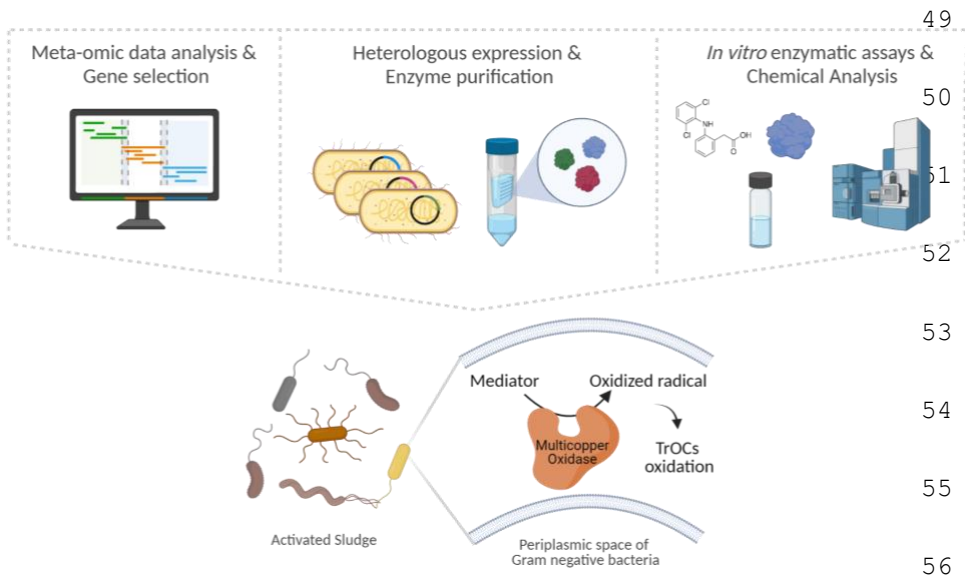 49
Meta-omic data analysis &
Gene selection
Heterologous expression &
Enzyme purification
In vitro enzymatic assays &
Chemical Analysis
50
Cl
NH
Cl
OH
O
51
52
53
Mediator
Oxidized radical
54
Multicopper
Oxidase
TrOCs
oxidation
55
Activated Sludge
Periplasmic space of
Gram negative bacteria
56